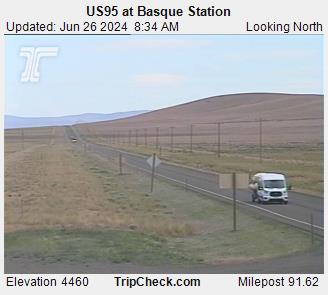 US95 at Basque Station
Updated: Jun 26 2024 8:34 AM Looking North
Elevation 4460 TripCheck.com Milepost 91.62